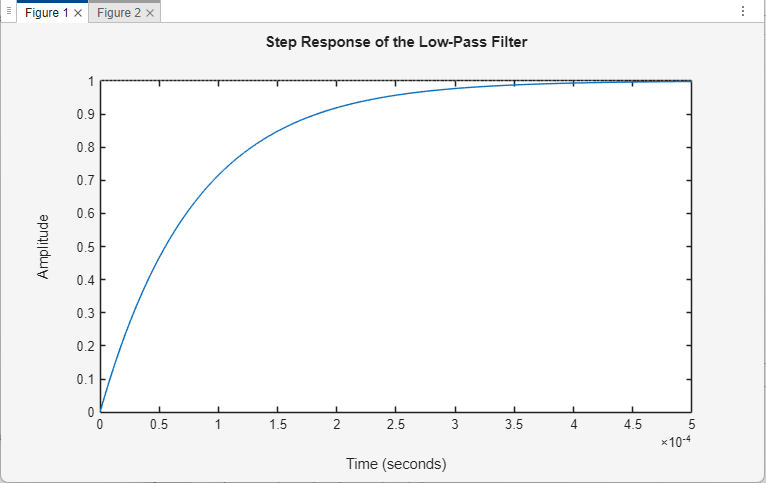 Figure 1 × Figure 2 ×
Step Response of the Low-Pass Filter
1
0.9
0.8
0.7
0.6
0.5
0.4
0.3
0.2
0.1
0
Amplitude
0 0.5 1 1.5 2 2.5 3 3.5 4 4.5 5
×10⁻⁴
Time (seconds)